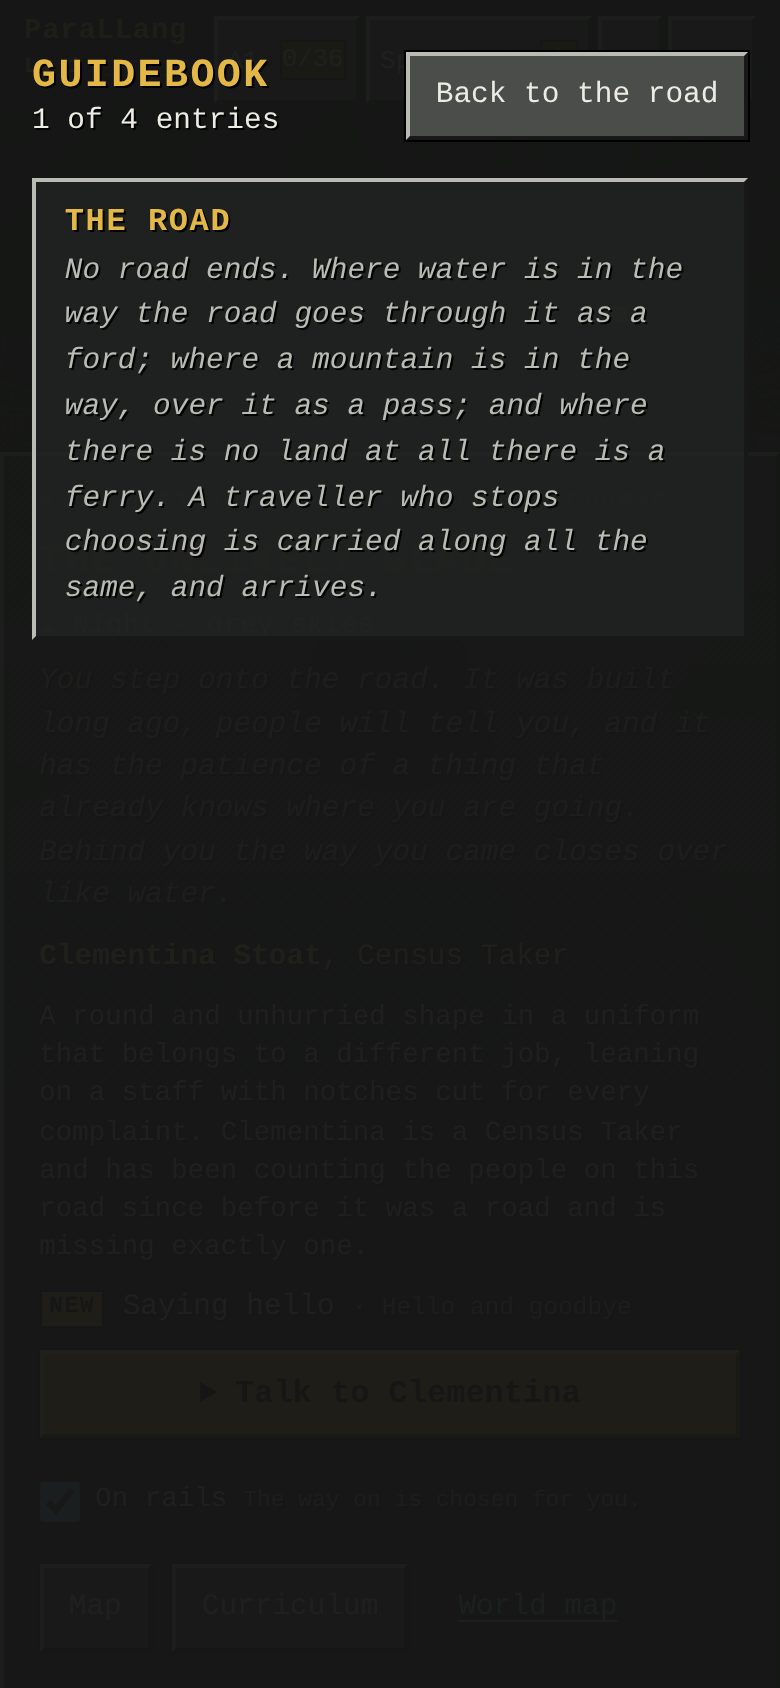 ParaLLang
0/36
GUIDEBOOK
Back to the road
1 of 4 entries
THE ROAD
No road ends. Where water is in the
way the road goes through it as a
ford; where a mountain is in the
way, over it as a pass; and where
there is no land at all there is a
ferry. A traveller who stops
choosing is carried along all the
same, and arrives.
Night · grey skies
You step onto the road. It was built
long ago, people will tell you, and it
has the patience of a thing that
already knows where you are going.
Behind you the way you came closes over
like water.
Clementina Stoat, Census Taker
A round and unhurried shape in a uniform
that belongs to a different job, leaning
on a staff with notches cut for every
complaint. Clementina is a Census Taker
and has been counting the people on this
road since before it was a road and is
missing exactly one.
NEW Saying hello · Hello and goodbye
▶ Talk to Clementina
On rails The way on is chosen for you.
Map Curriculum World map